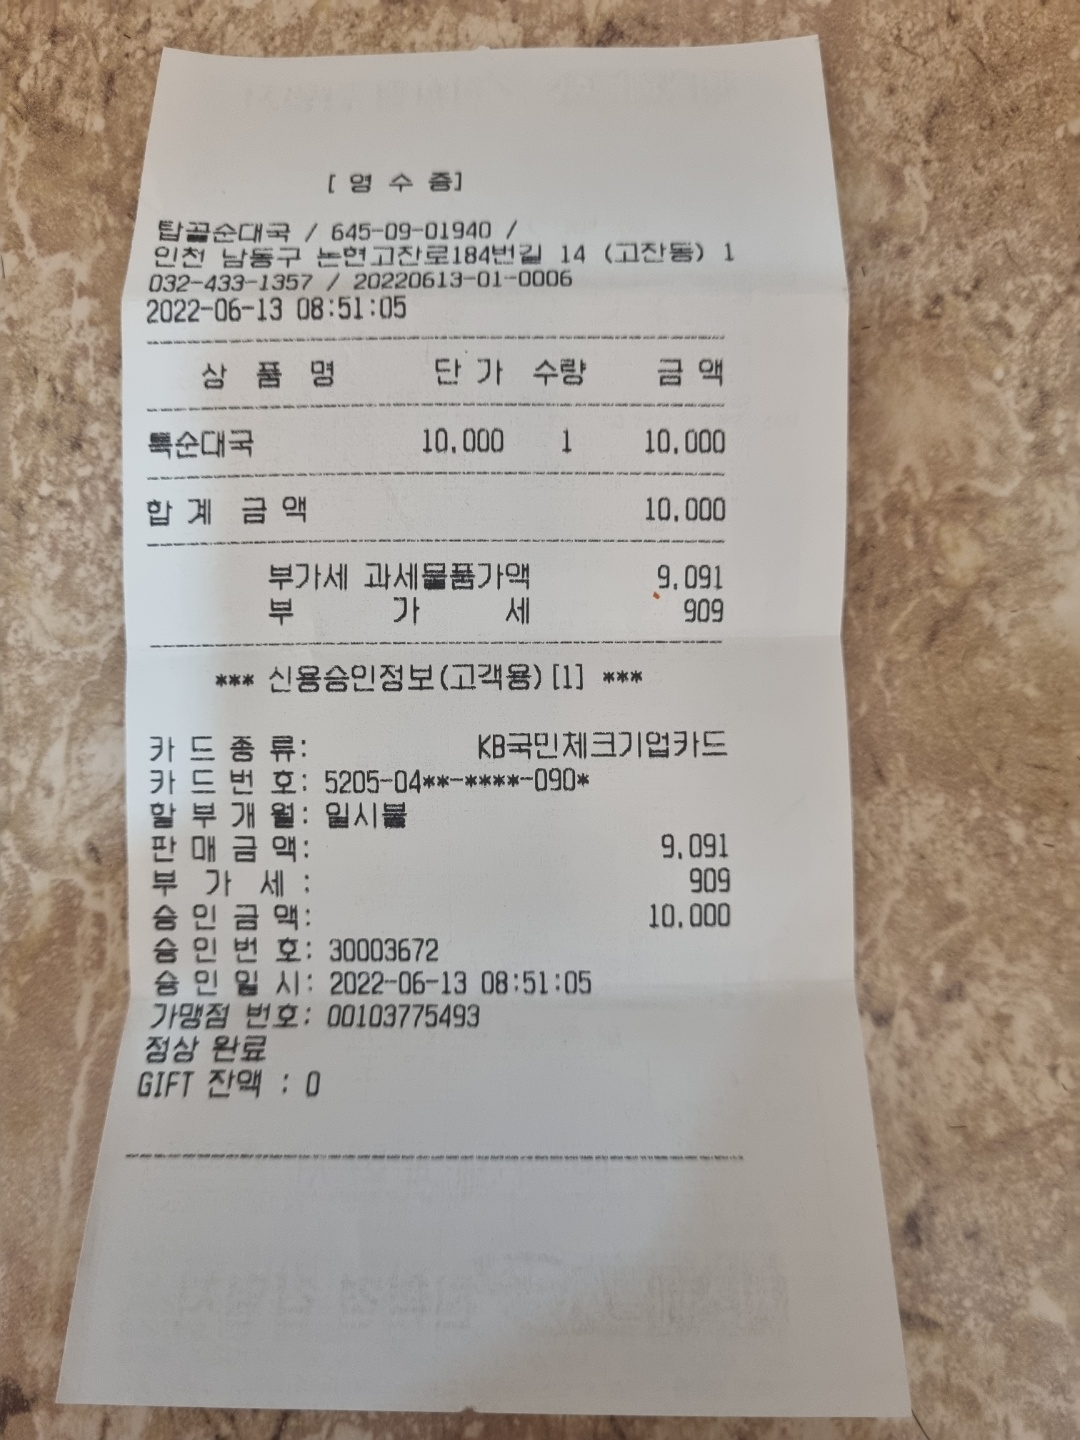 [ 영 수 증]
탑골순대국 / 645-09-01940 /
인천 남동구 논현고잔로184번길 14 (고잔동) 1
032-433-1357 / 20220613-01-0006
2022-06-13 08:51:05
상 품 명 단 가 수량 금 액
특순대국 10,000 1 10,000
합 계 금 액 10,000
부가세 과세물품가액 9,091
부 가 세 909
*** 신용승인정보(고객용)[1] ***
카 드 종 류: KB국민체크기업카드
카 드 번 호: 5205-04**-****-090*
할 부 개 월: 일시불
판 매 금 액: 9,091
부 가 세 : 909
승 인 금 액: 10,000
승 인 번 호: 30003672
승 인 일 시: 2022-06-13 08:51:05
가맹점 번호: 00103775493
정상 완료
GIFT 잔액 : 0